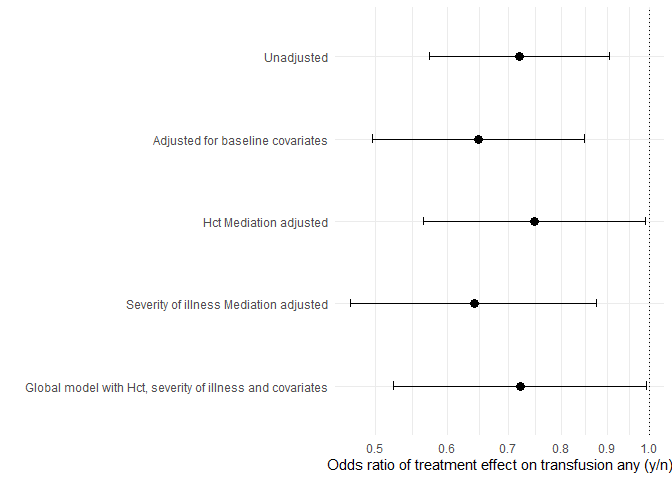 Unadjusted
Adjusted for baseline covariates
Hct Mediation adjusted
Severity of illness Mediation adjusted
Global model with Hct, severity of illness and covariates
0.5 0.6 0.7 0.8 0.9 1.0
Odds ratio of treatment effect on transfusion any (y/n)